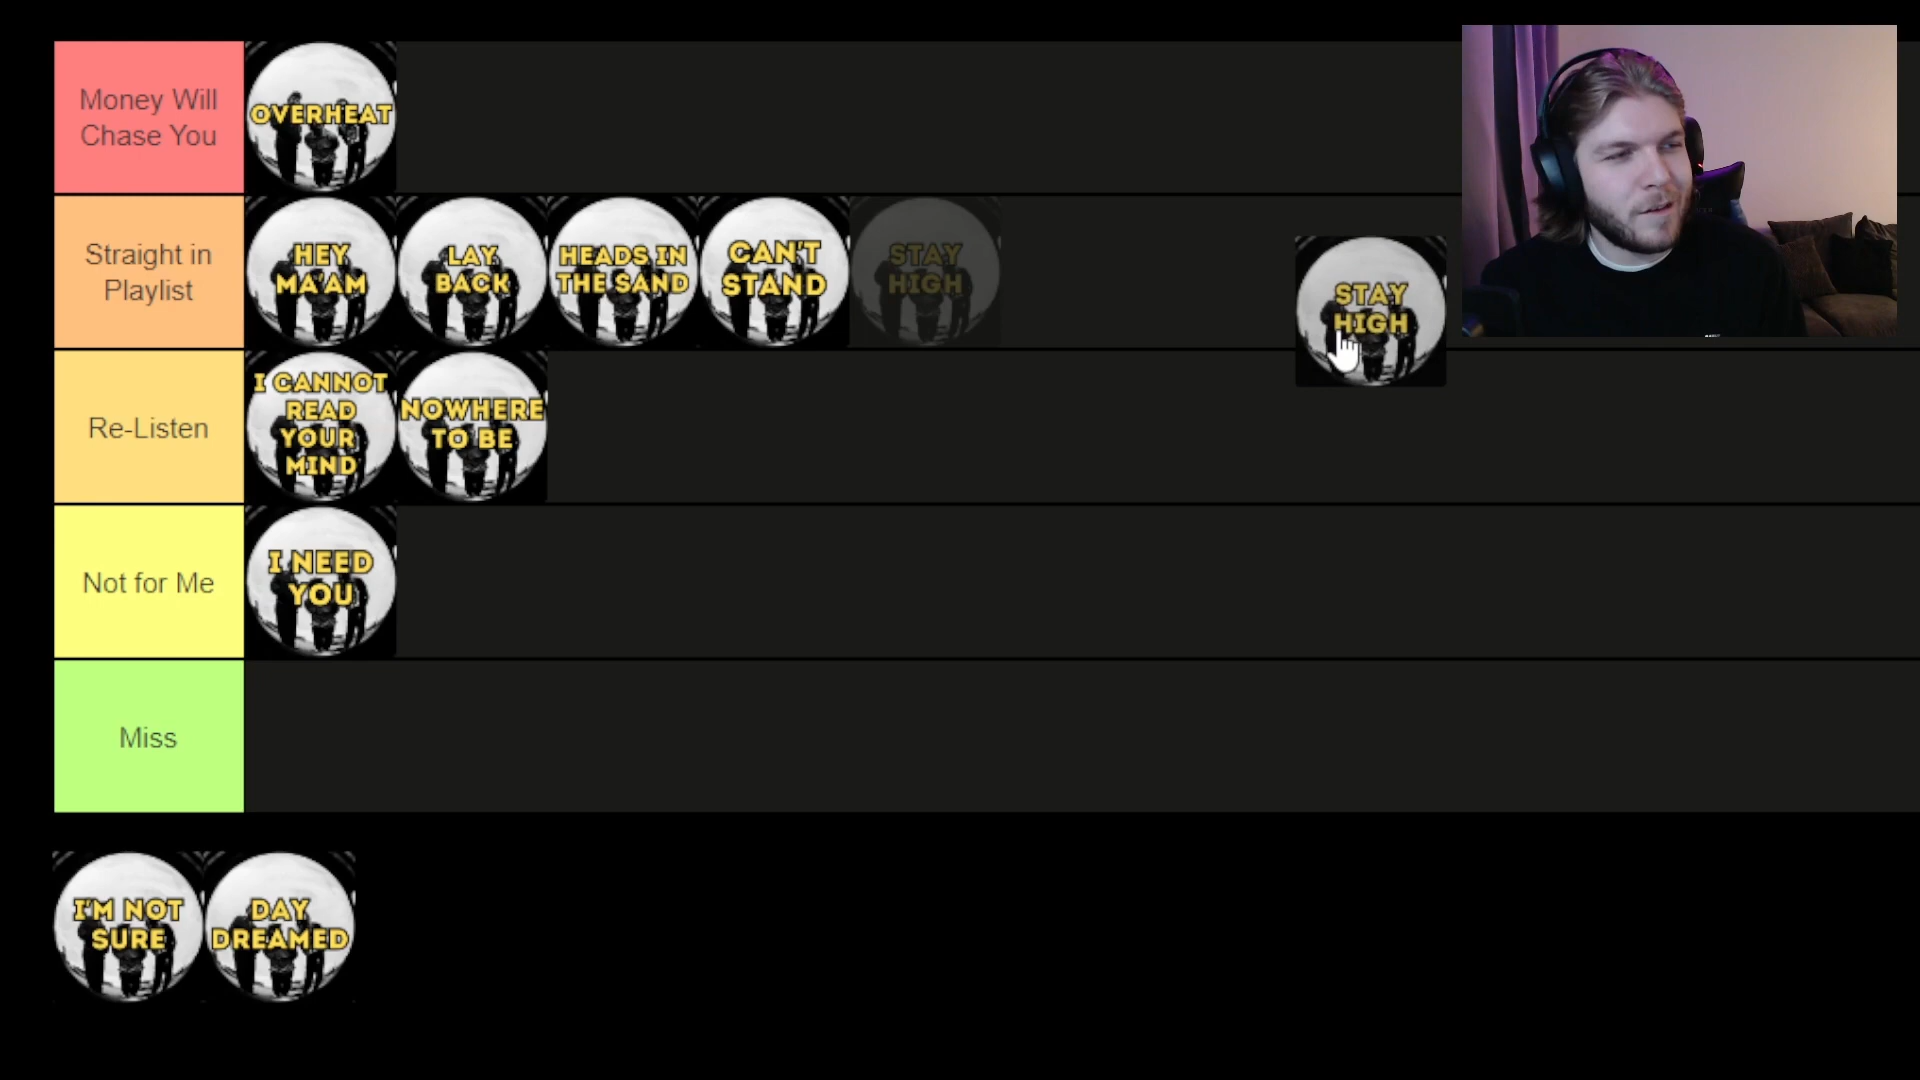 Money Will
Chase You
OVERHEAT
Straight in
Playlist
HEY
MA'AM
LAY
BACK
HEADS IN
THE SAND
CAN'T
STAND
STAY
HIGH
STAY
HIGH
Re-Listen
I CANNOT
READ
YOUR
MIND
NOWHERE
TO BE
Not for Me
I NEED
YOU
Miss
I'M NOT
SURE
DAY
DREAMED